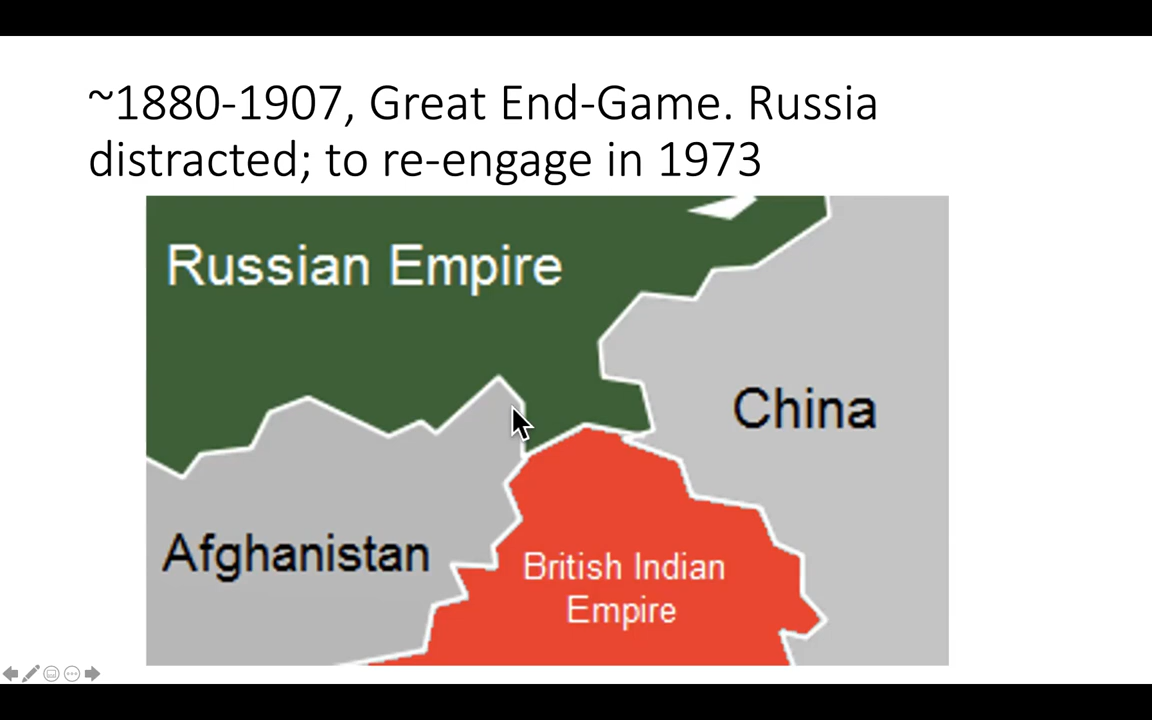 ~1880-1907, Great End-Game. Russia
distracted; to re-engage in 1973
Russian Empire
China
Afghanistan
British Indian
Empire